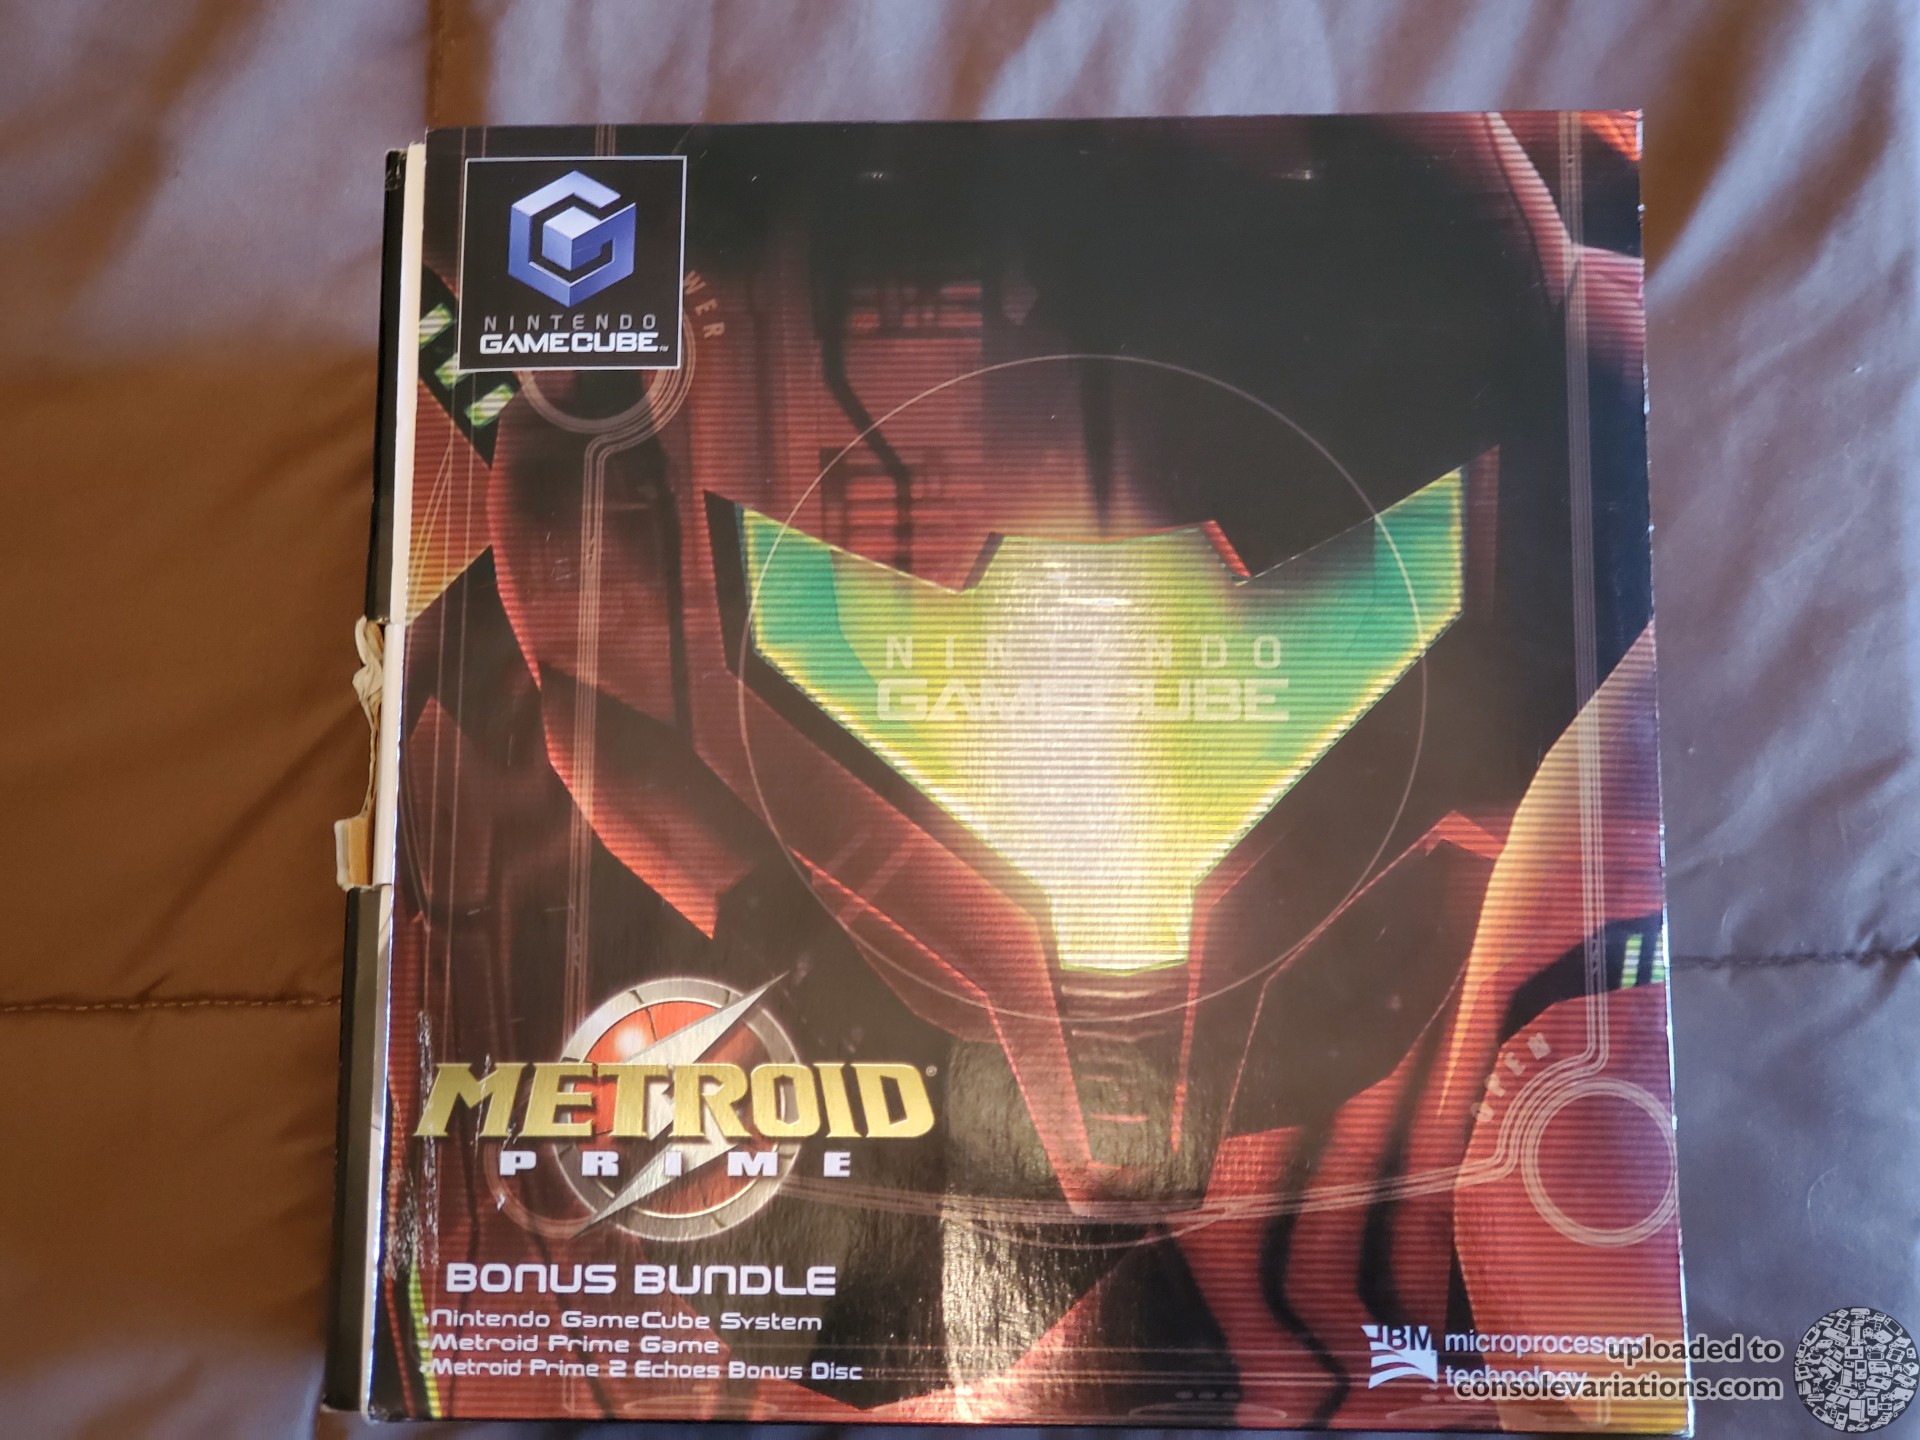 NINTENDO
GAMECUBE™
NINTENDO
GAMECUBE
METROID®
PRIME
BONUS BUNDLE
•Nintendo GameCube System
•Metroid Prime Game
•Metroid Prime 2 Echoes Bonus Disc
IBM microprocessor
technology
uploaded to
consolevariations.com